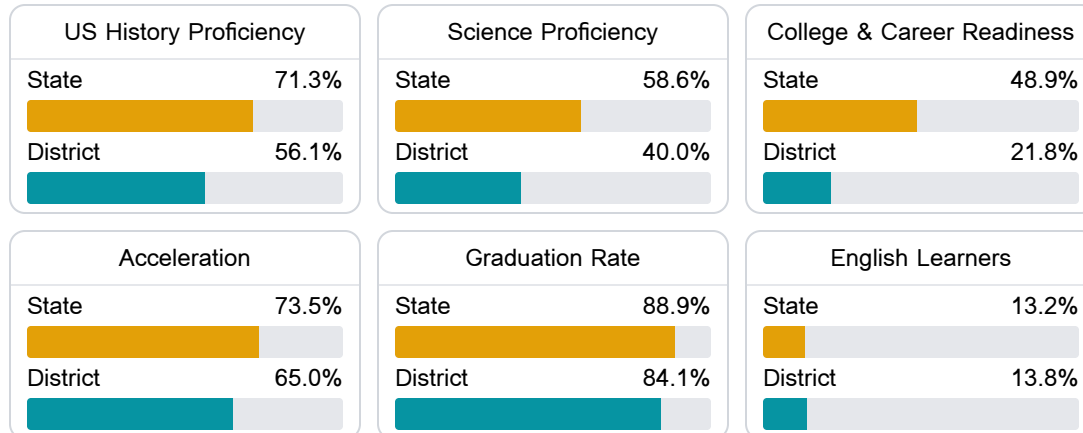 US History Proficiency
State 71.3%
District 56.1%
Science Proficiency
State 58.6%
District 40.0%
College & Career Readiness
State 48.9%
District 21.8%
Acceleration
State 73.5%
District 65.0%
Graduation Rate
State 88.9%
District 84.1%
English Learners
State 13.2%
District 13.8%